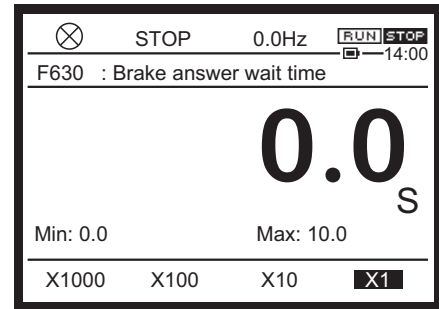 STOP 0.0Hz RUN STOP
14:00
F630 : Brake answer wait time
0.0
S
Min: 0.0 Max: 10.0
X1000 X100 X10 X1